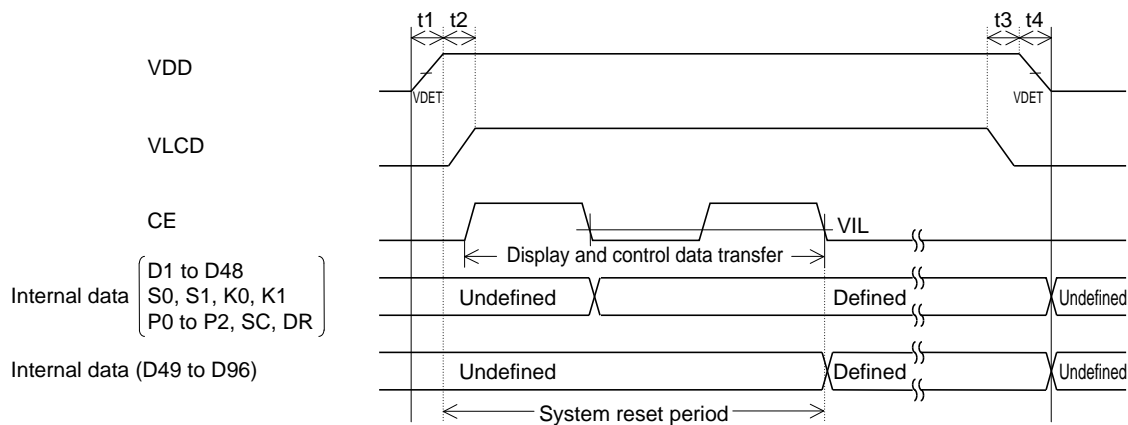 t1 t2 t3 t4
VDD
VDET VDET
VLCD
CE
VIL
Display and control data transfer
D1 to D48
Internal data S0, S1, K0, K1
P0 to P2, SC, DR
Undefined Defined Undefined
Internal data (D49 to D96)
Undefined Defined Undefined
System reset period